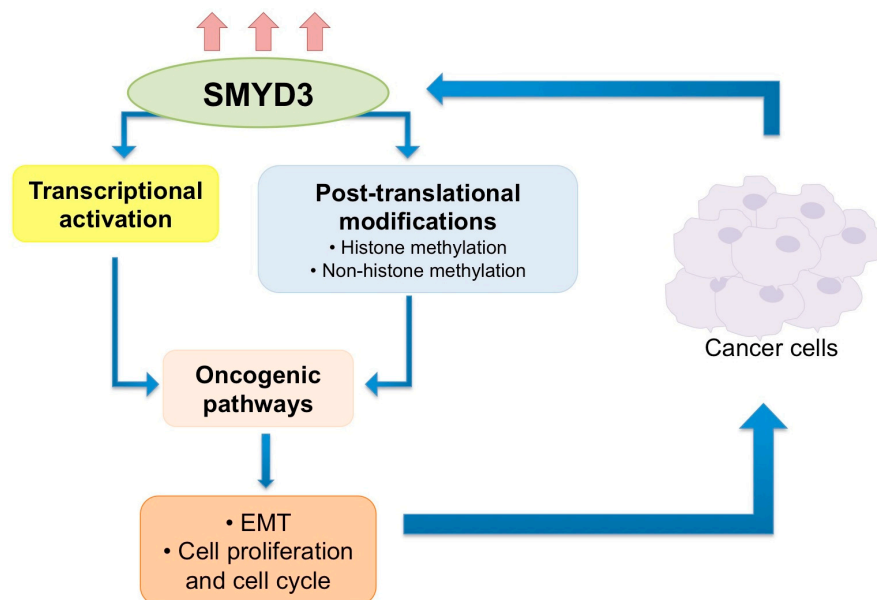 SMYD3
Transcriptional
activation
Post-translational
modifications
• Histone methylation
• Non-histone methylation
Cancer cells
Oncogenic
pathways
• EMT
• Cell proliferation
and cell cycle